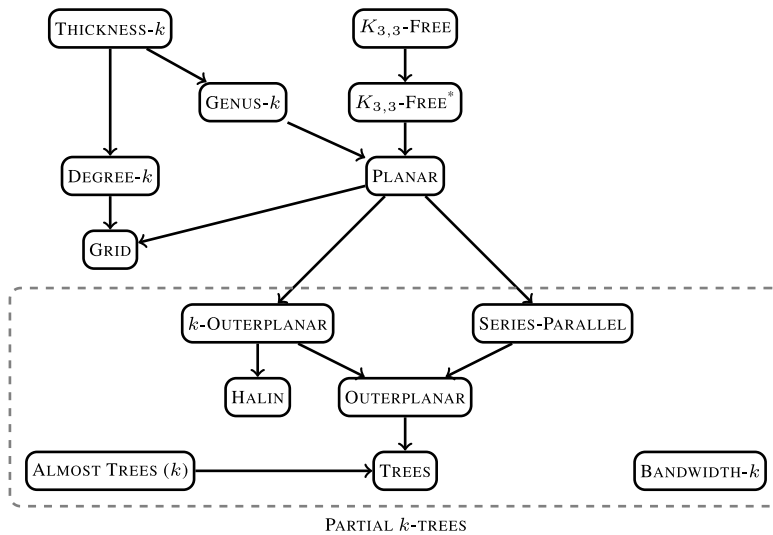 THICKNESS-k
K3,3-FREE
GENUS-k
K3,3-FREE*
DEGREE-k
PLANAR
GRID
k-OUTERPLANAR
SERIES-PARALLEL
HALIN
OUTERPLANAR
ALMOST TREES (k)
TREES
BANDWIDTH-k
PARTIAL k-TREES